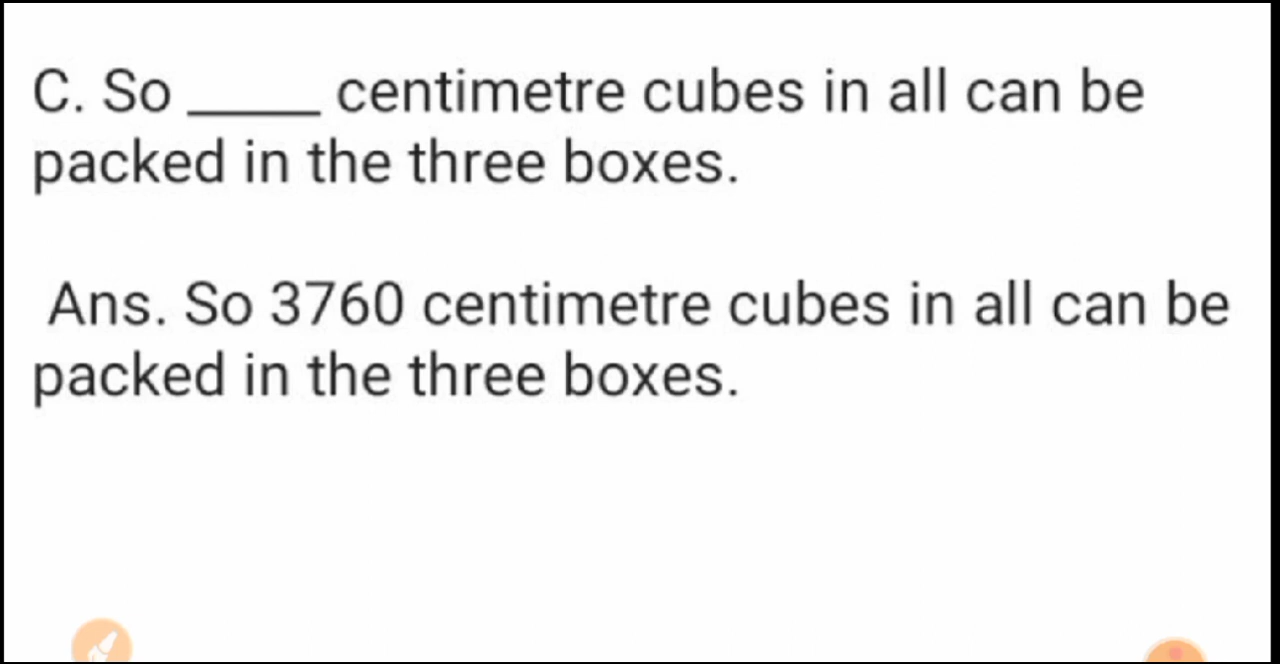 C. So _____ centimetre cubes in all can be
packed in the three boxes.
Ans. So 3760 centimetre cubes in all can be
packed in the three boxes.